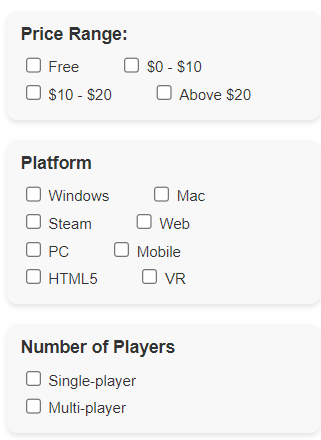 Price Range:
Free $0 - $10
$10 - $20 Above $20
Platform
Windows Mac
Steam Web
PC Mobile
HTML5 VR
Number of Players
Single-player
Multi-player